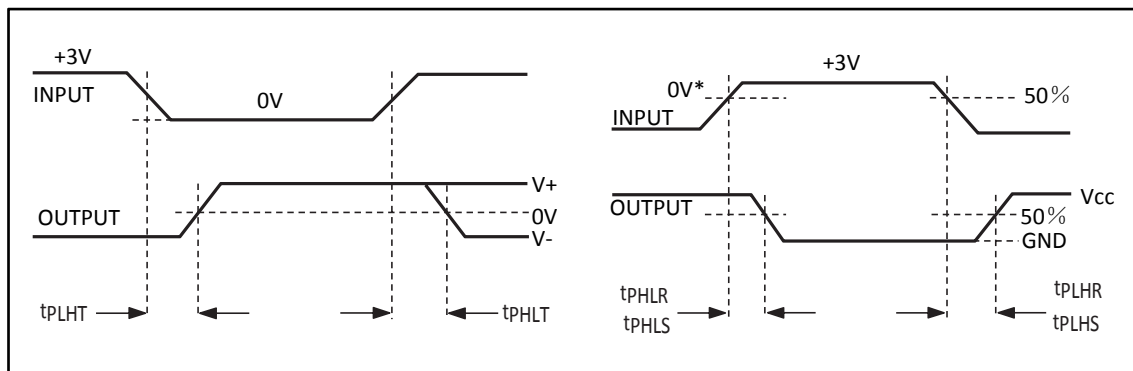 +3V
INPUT
0V
OUTPUT
V+
0V
V-
tPLHT
tPHLT
+3V
0V*
50%
INPUT
OUTPUT
Vcc
50%
GND
tPHLR
tPHLS
tPLHR
tPLHS